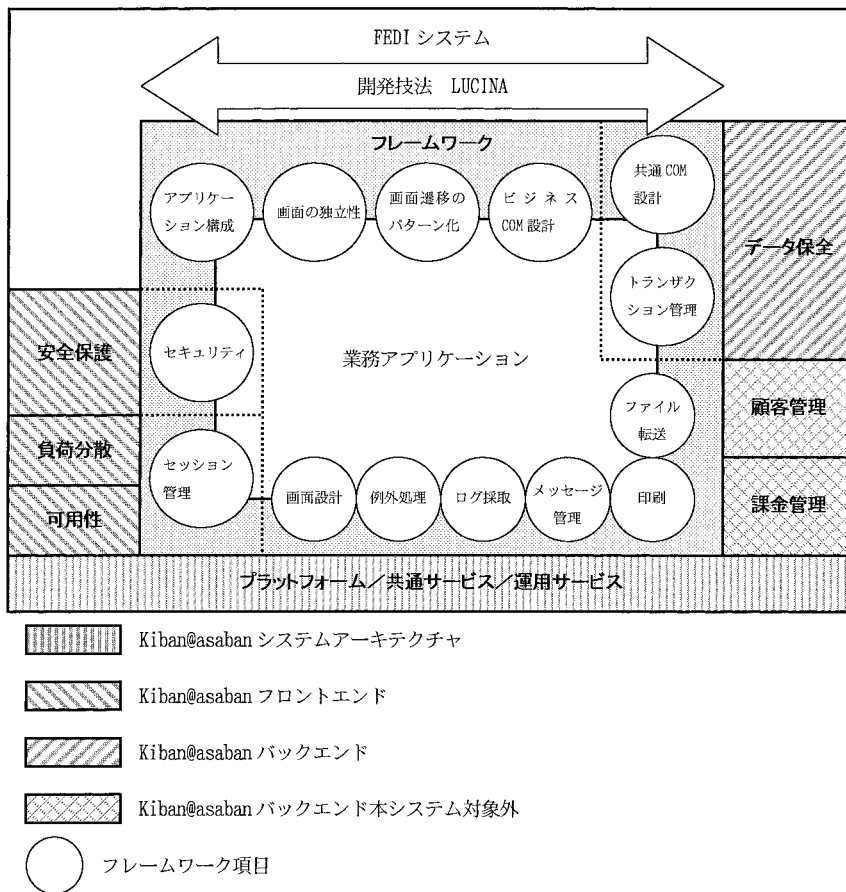 FEDI システム
開発技法 LUCINA
フレームワーク
アプリケー
ション構成
画面の独立性
画面遷移の
パターン化
ビジネス
COM 設計
共通 COM
設計
データ保全
トランザク
ション管理
安全保護
セキュリティ
業務アプリケーション
ファイル
転送
顧客管理
負荷分散
セッション
管理
可用性
画面設計
例外処理
ログ採取
メッセージ
管理
印刷
課金管理
プラットフォーム／共通サービス／運用サービス
Kiban@asaban システムアーキテクチャ
Kiban@asaban フロントエンド
Kiban@asaban バックエンド
Kiban@asaban バックエンド本システム対象外
フレームワーク項目